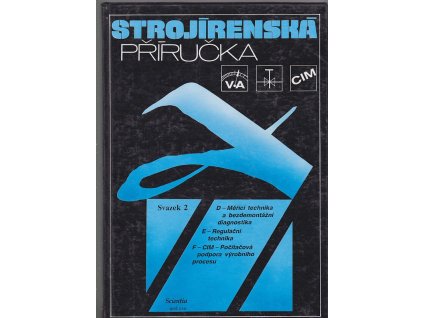 STROJÍRENSKÁ
PŘÍRUČKA
V-A
CIM
Svazek 2
D – Měřicí technika
a bezdemontážní
diagnostika
E – Regulační
technika
F – CIM – Počítačová
podpora výrobního
procesu
Scientia